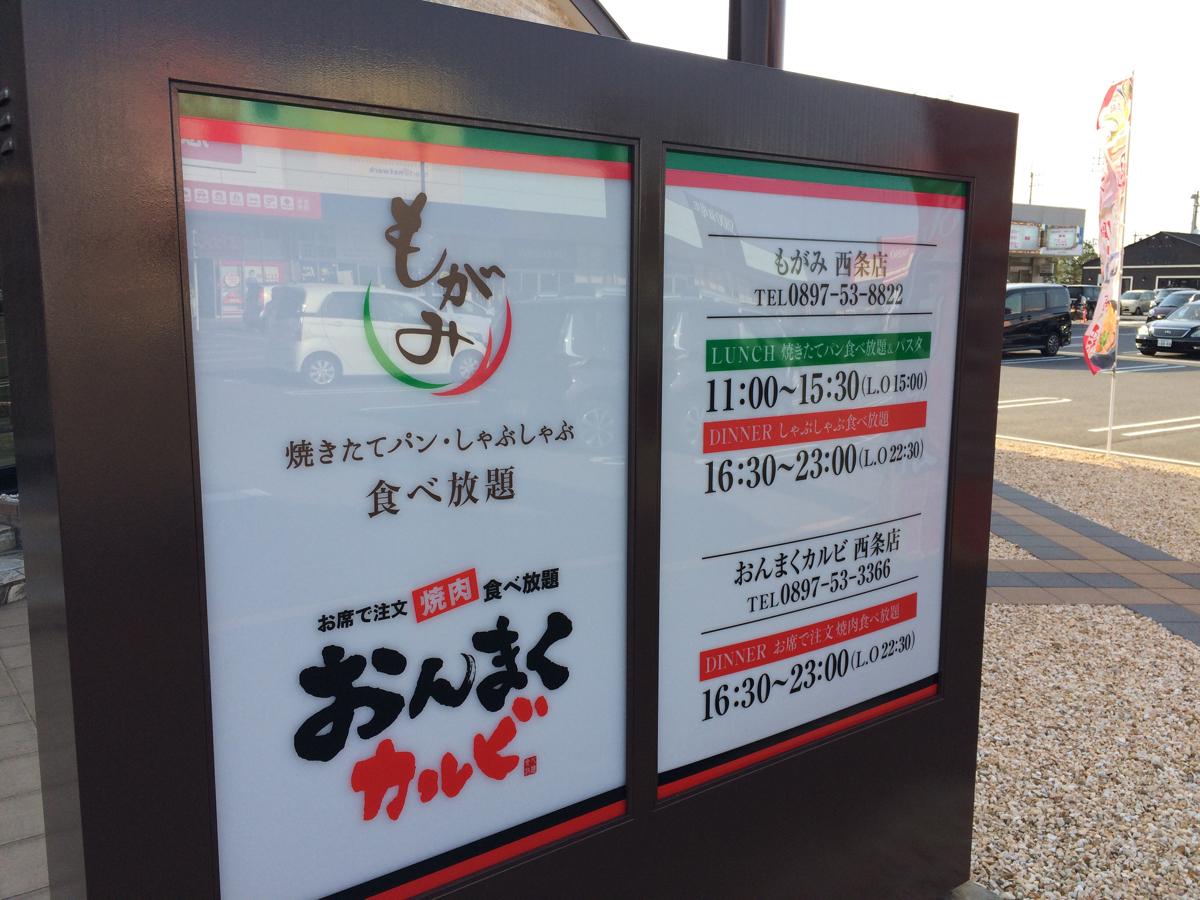 もがみ
焼きたてパン・しゃぶしゃぶ
食べ放題
お席で注文 焼肉 食べ放題
おんまく
カルビ
もがみ 西条店
TEL0897-53-8822
LUNCH 焼きたてパン食べ放題&パスタ
11:00~15:30(L.O 15:00)
DINNER しゃぶしゃぶ食べ放題
16:30~23:00(L.O 22:30)
おんまくカルビ 西条店
TEL0897-53-3366
DINNER お席で注文焼肉食べ放題
16:30~23:00(L.O 22:30)